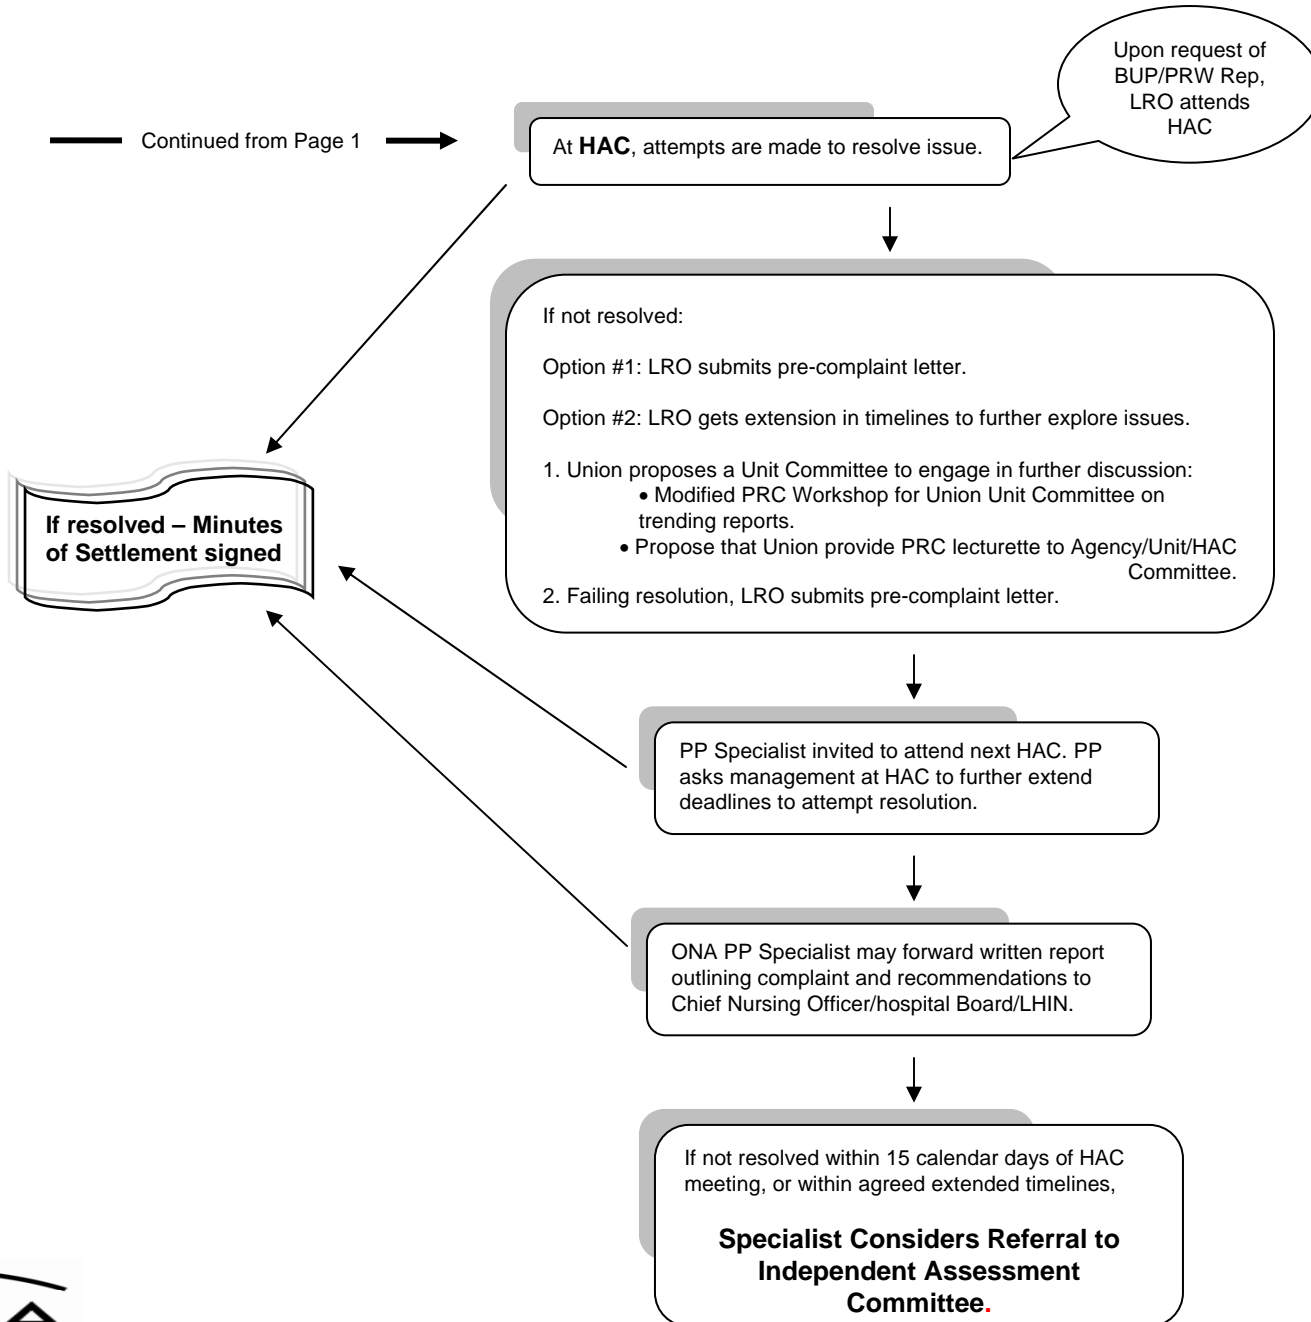 Upon request of
BUP/PRW Rep,
LRO attends
HAC
Continued from Page 1
At HAC, attempts are made to resolve issue.
If not resolved:
Option #1: LRO submits pre-complaint letter.
Option #2: LRO gets extension in timelines to further explore issues.
1. Union proposes a Unit Committee to engage in further discussion:
• Modified PRC Workshop for Union Unit Committee on
trending reports.
• Propose that Union provide PRC lecturette to Agency/Unit/HAC
Committee.
2. Failing resolution, LRO submits pre-complaint letter.
If resolved – Minutes
of Settlement signed
PP Specialist invited to attend next HAC. PP
asks management at HAC to further extend
deadlines to attempt resolution.
ONA PP Specialist may forward written report
outlining complaint and recommendations to
Chief Nursing Officer/hospital Board/LHIN.
If not resolved within 15 calendar days of HAC
meeting, or within agreed extended timelines,
Specialist Considers Referral to
Independent Assessment
Committee.